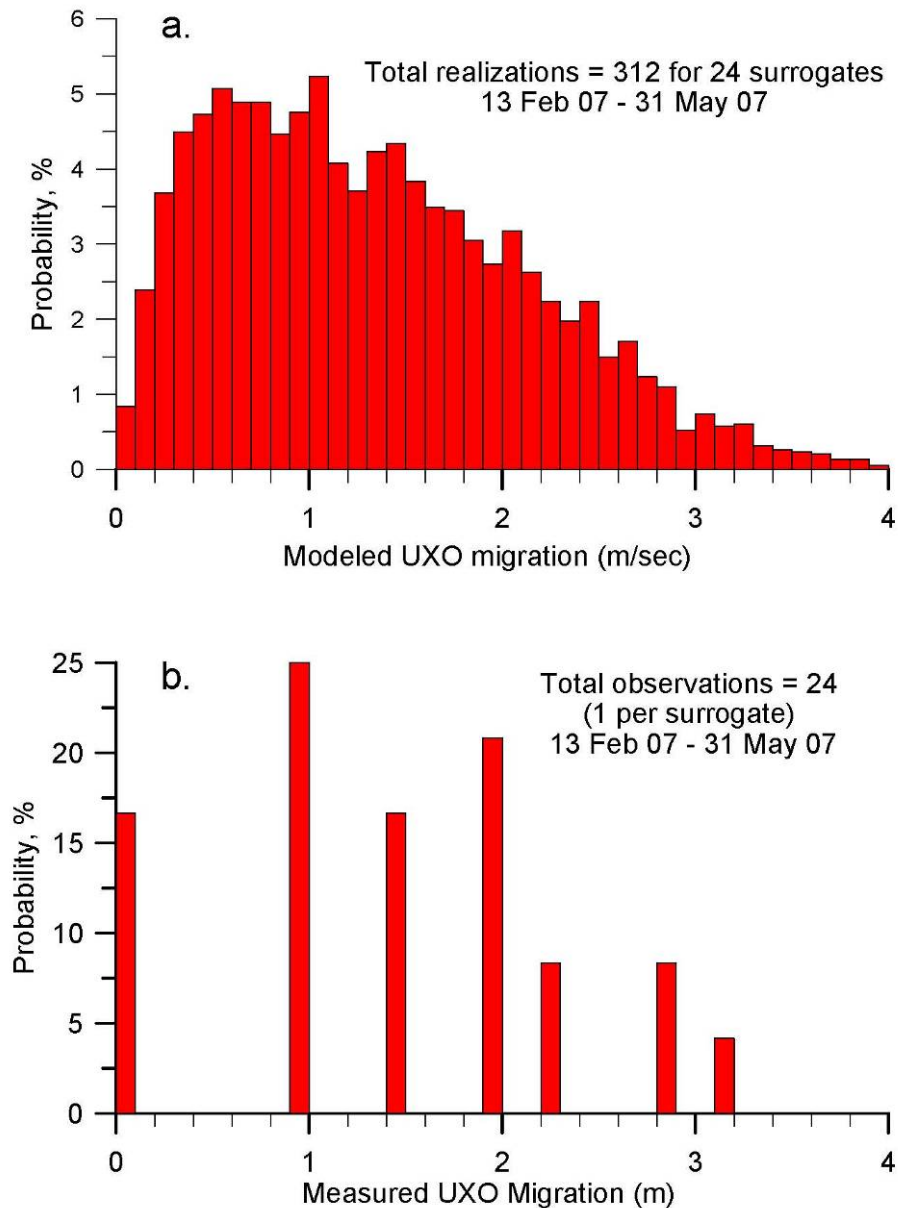 a.
Total realizations = 312 for 24 surrogates
13 Feb 07 - 31 May 07
Probability, %
6
5
4
3
2
1
0
0 1 2 3 4
Modeled UXO migration (m/sec)
b.
Total observations = 24
(1 per surrogate)
13 Feb 07 - 31 May 07
Probability, %
25
20
15
10
5
0
0 1 2 3 4
Measured UXO Migration (m)